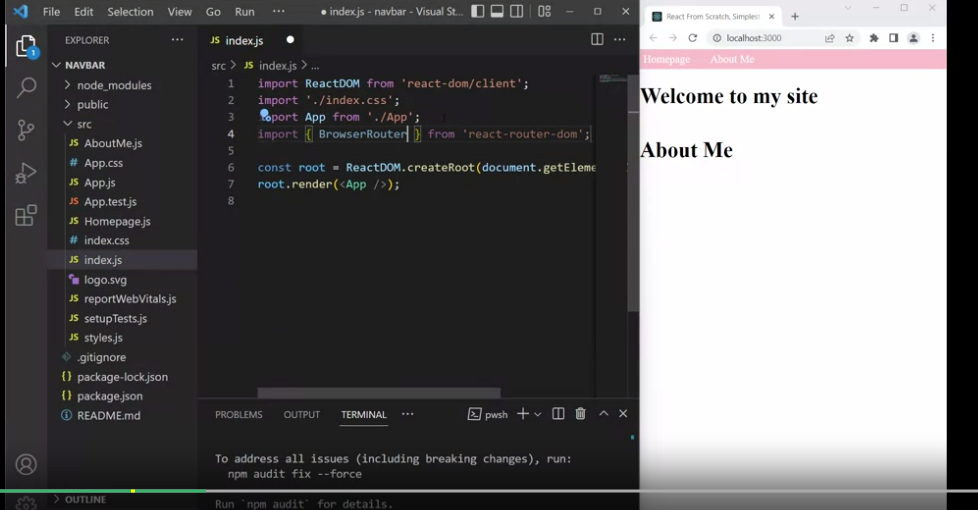 File Edit Selection View Go Run ··· ● index.js - navbar - Visual St...
EXPLORER ···
NAVBAR
node_modules
public
src
JS AboutMe.js
# App.css
JS App.js
JS App.test.js
JS Homepage.js
# index.css
JS index.js
logo.svg
JS reportWebVitals.js
JS setupTests.js
JS styles.js
.gitignore
{} package-lock.json
{} package.json
README.md
OUTLINE
1
JS index.js ●
src > JS index.js > ...
1 import ReactDOM from 'react-dom/client';
2 import './index.css';
3 import App from './App';
4 import { BrowserRouter } from 'react-router-dom';
5
6 const root = ReactDOM.createRoot(document.getEleme
7 root.render(<App />);
8
PROBLEMS OUTPUT TERMINAL ··· pwsh
To address all issues (including breaking changes), run:
npm audit fix --force
Run `npm audit` for details.
React From Scratch, Simples
localhost:3000
Homepage About Me
Welcome to my site
About Me